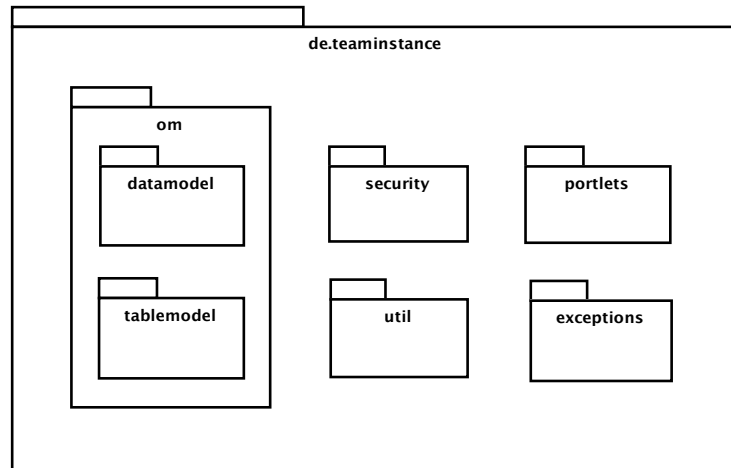 de.teaminstance
om
datamodel
security
portlets
tablemodel
util
exceptions